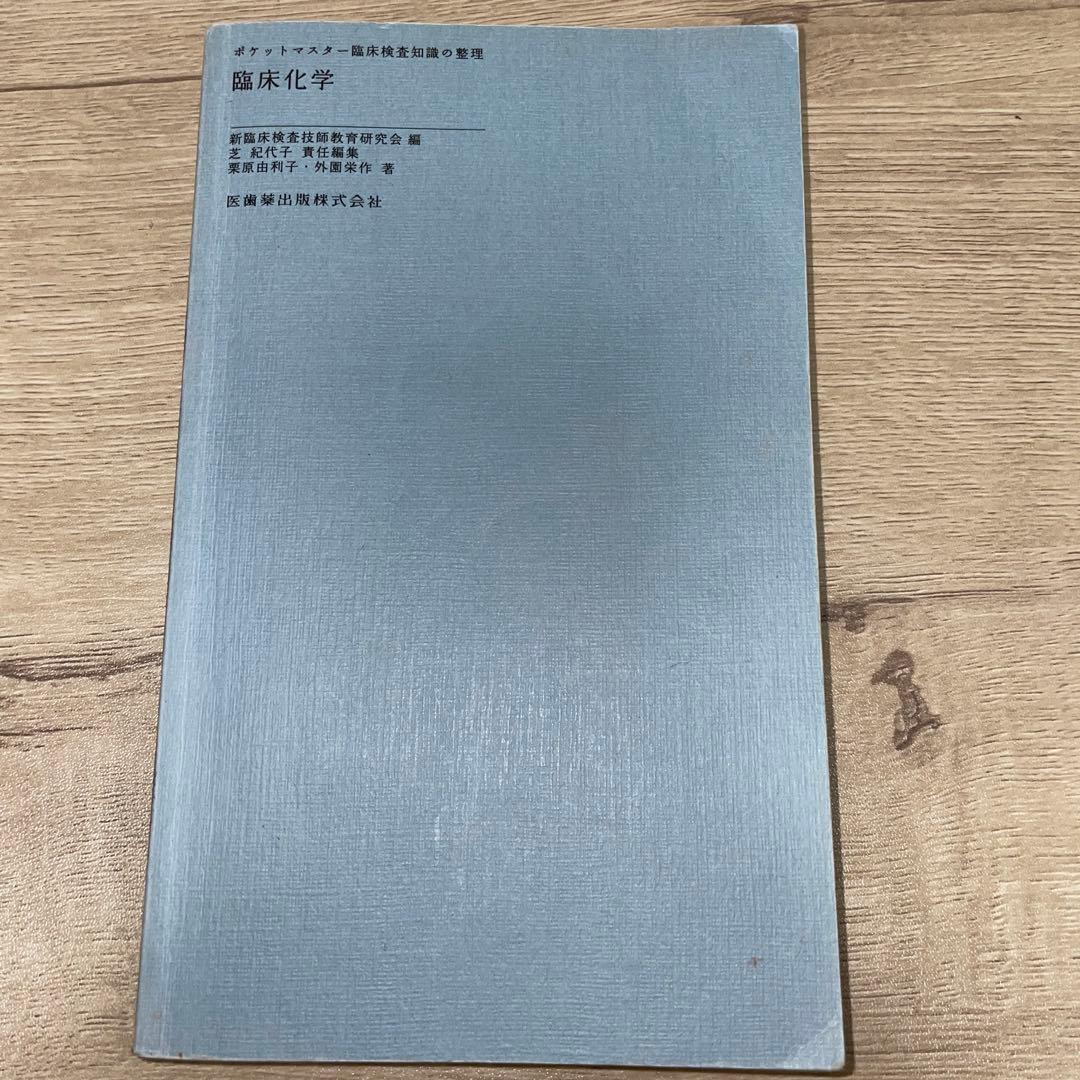 ポケットマスター臨床検査知識の整理
臨床化学
新臨床検査技師教育研究会 編
芝 紀代子 責任編集
栗原由利子・外園栄作 著
医歯薬出版株式会社